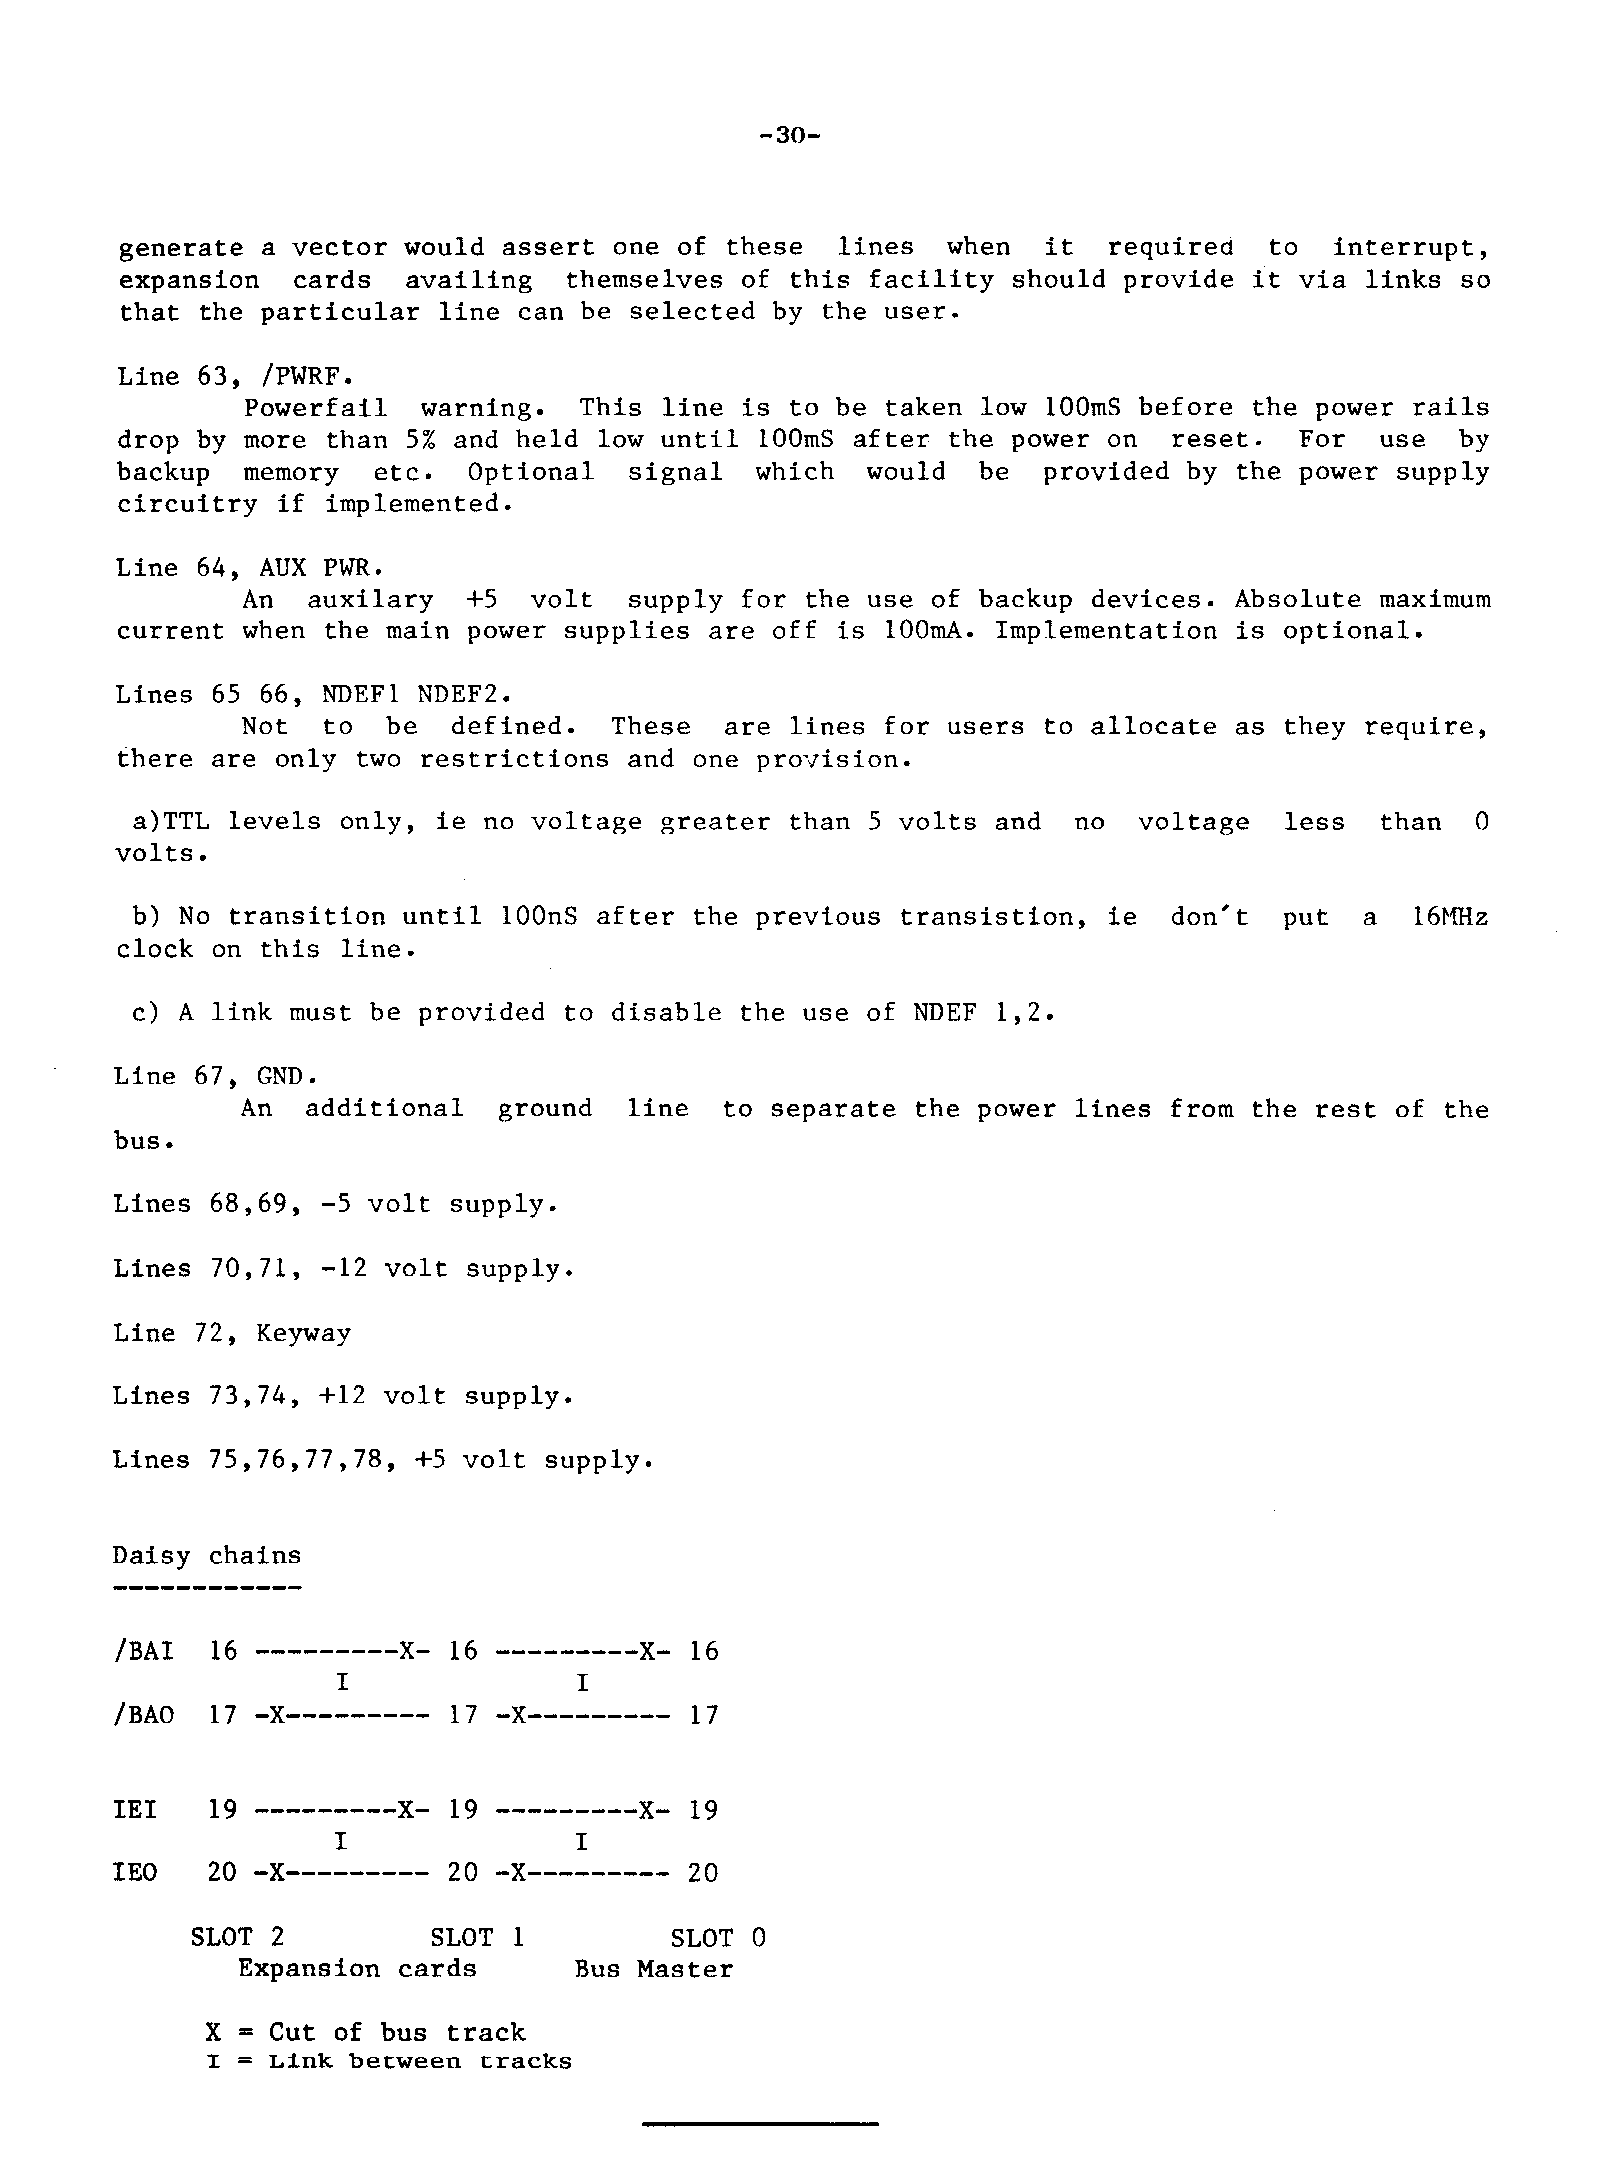 -30-
generate a vector would assert one of these lines when it required to interrupt,
expansion cards availing themselves of this facility should provide it via links so
that the particular line can be selected by the user.
Line 63, /PWRF.
Powerfail warning. This line is to be taken low 100mS before the power rails
drop by more than 5% and held low until 100mS after the power on reset. For use by
backup memory etc. Optional signal which would be provided by the power supply
circuitry if implemented.
Line 64, AUX PWR.
An auxilary +5 volt supply for the use of backup devices. Absolute maximum
current when the main power supplies are off is 100mA. Implementation is optional.
Lines 65 66, NDEF1 NDEF2.
Not to be defined. These are lines for users to allocate as they require,
there are only two restrictions and one provision.
a)TTL levels only, ie no voltage greater than 5 volts and no voltage less than 0
volts.
b) No transition until 100nS after the previous transistion, ie don't put a 16MHz
clock on this line.
c) A link must be provided to disable the use of NDEF 1,2.
Line 67, GND.
An additional ground line to separate the power lines from the rest of the
bus.
Lines 68,69, -5 volt supply.
Lines 70,71, -12 volt supply.
Line 72, Keyway
Lines 73,74, +12 volt supply.
Lines 75,76,77,78, +5 volt supply.
Daisy chains
------------
/BAI 16 ---------X- 16 ---------X- 16
I I
/BAO 17 -X--------- 17 -X--------- 17
IEI 19 ---------X- 19 ---------X- 19
I I
IEO 20 -X--------- 20 -X--------- 20
SLOT 2 SLOT 1 SLOT 0
Expansion cards Bus Master
X = Cut of bus track
I = Link between tracks